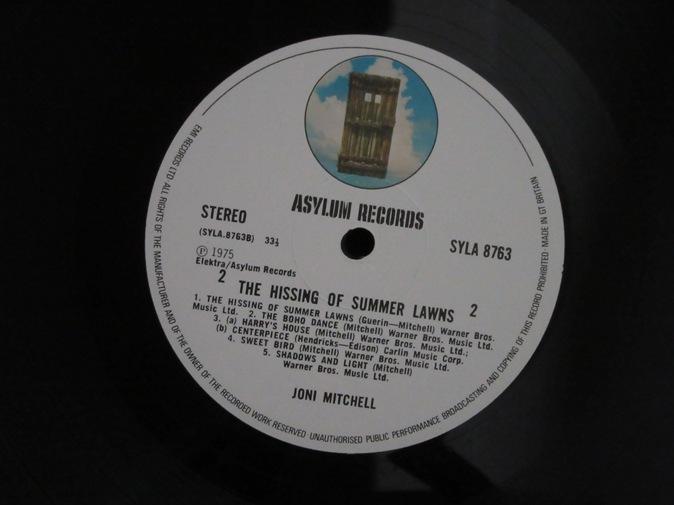 ASYLUM RECORDS
STEREO
(SYLA.8763B) 33⅓
SYLA 8763
Ⓟ 1975
Elektra/Asylum Records
2 THE HISSING OF SUMMER LAWNS 2
1. THE HISSING OF SUMMER LAWNS (Guerin—Mitchell) Warner Bros.
Music Ltd. 2. THE BOHO DANCE (Mitchell) Warner Bros. Music Ltd.
3. (a) HARRY'S HOUSE (Mitchell) Warner Bros. Music Ltd.;
(b) CENTERPIECE (Hendricks—Edison) Carlin Music Corp.
4. SWEET BIRD (Mitchell) Warner Bros. Music Ltd.
5. SHADOWS AND LIGHT (Mitchell)
Warner Bros. Music Ltd.
JONI MITCHELL
EMI RECORDS LTD ALL RIGHTS OF THE MANUFACTURER AND OF THE OWNER OF THE RECORDED WORK RESERVED · UNAUTHORISED PUBLIC PERFORMANCE BROADCASTING AND COPYING OF THIS RECORD PROHIBITED · MADE IN GT BRITAIN